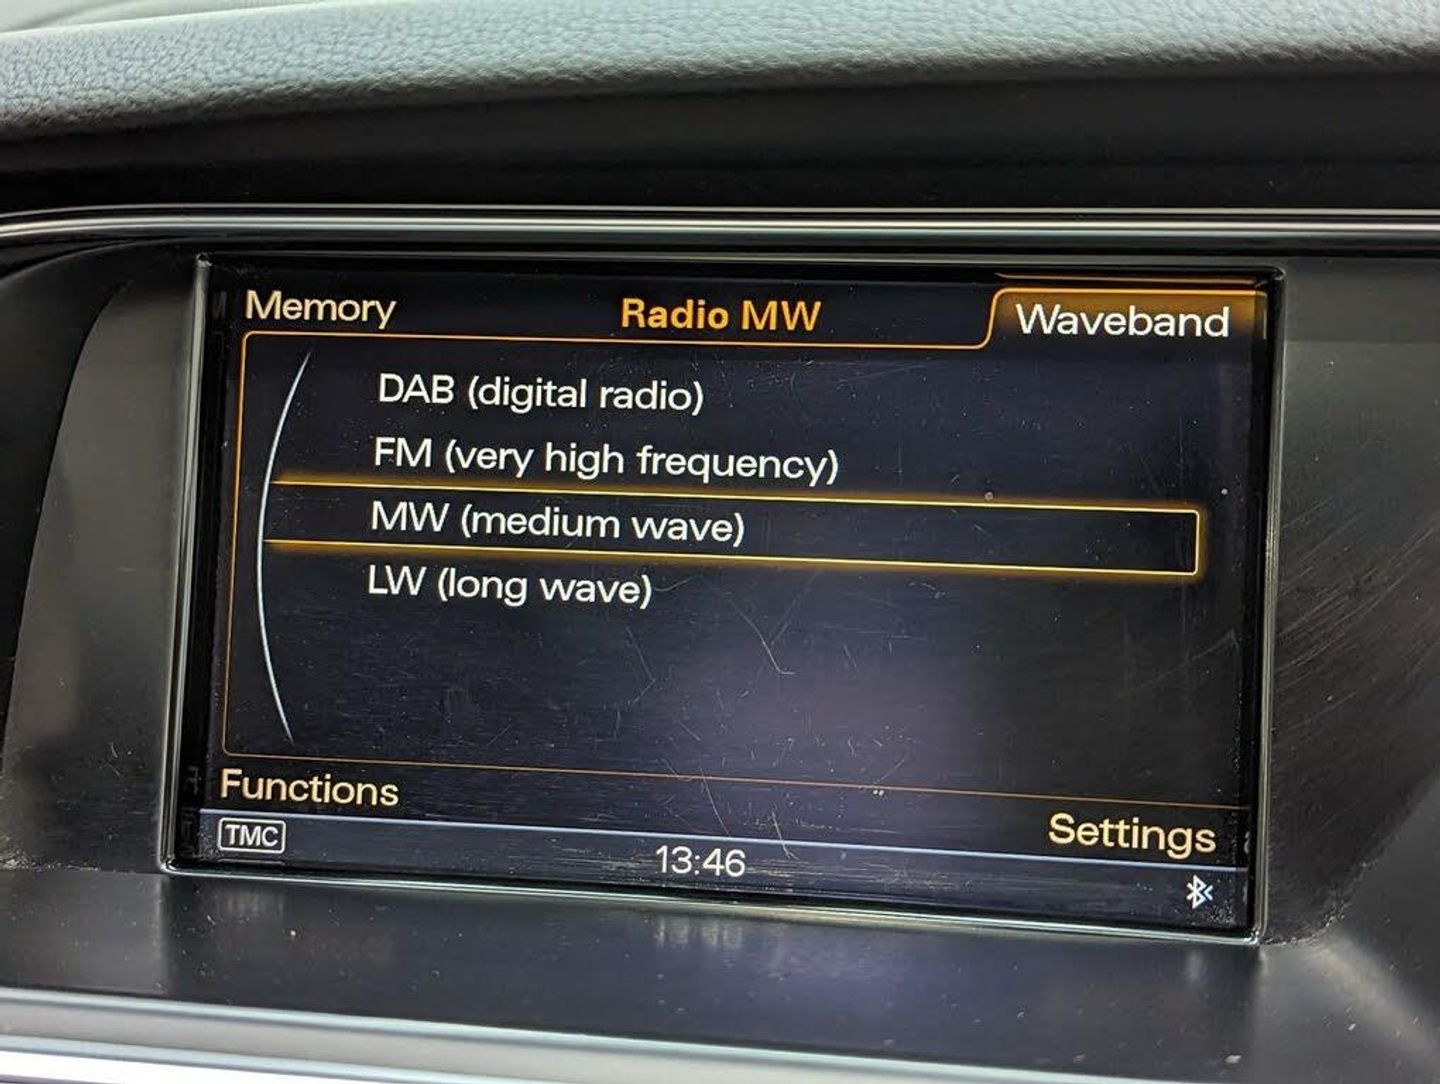 Memory
Radio MW
Waveband
DAB (digital radio)
FM (very high frequency)
MW (medium wave)
LW (long wave)
Functions
Settings
TMC
13:46